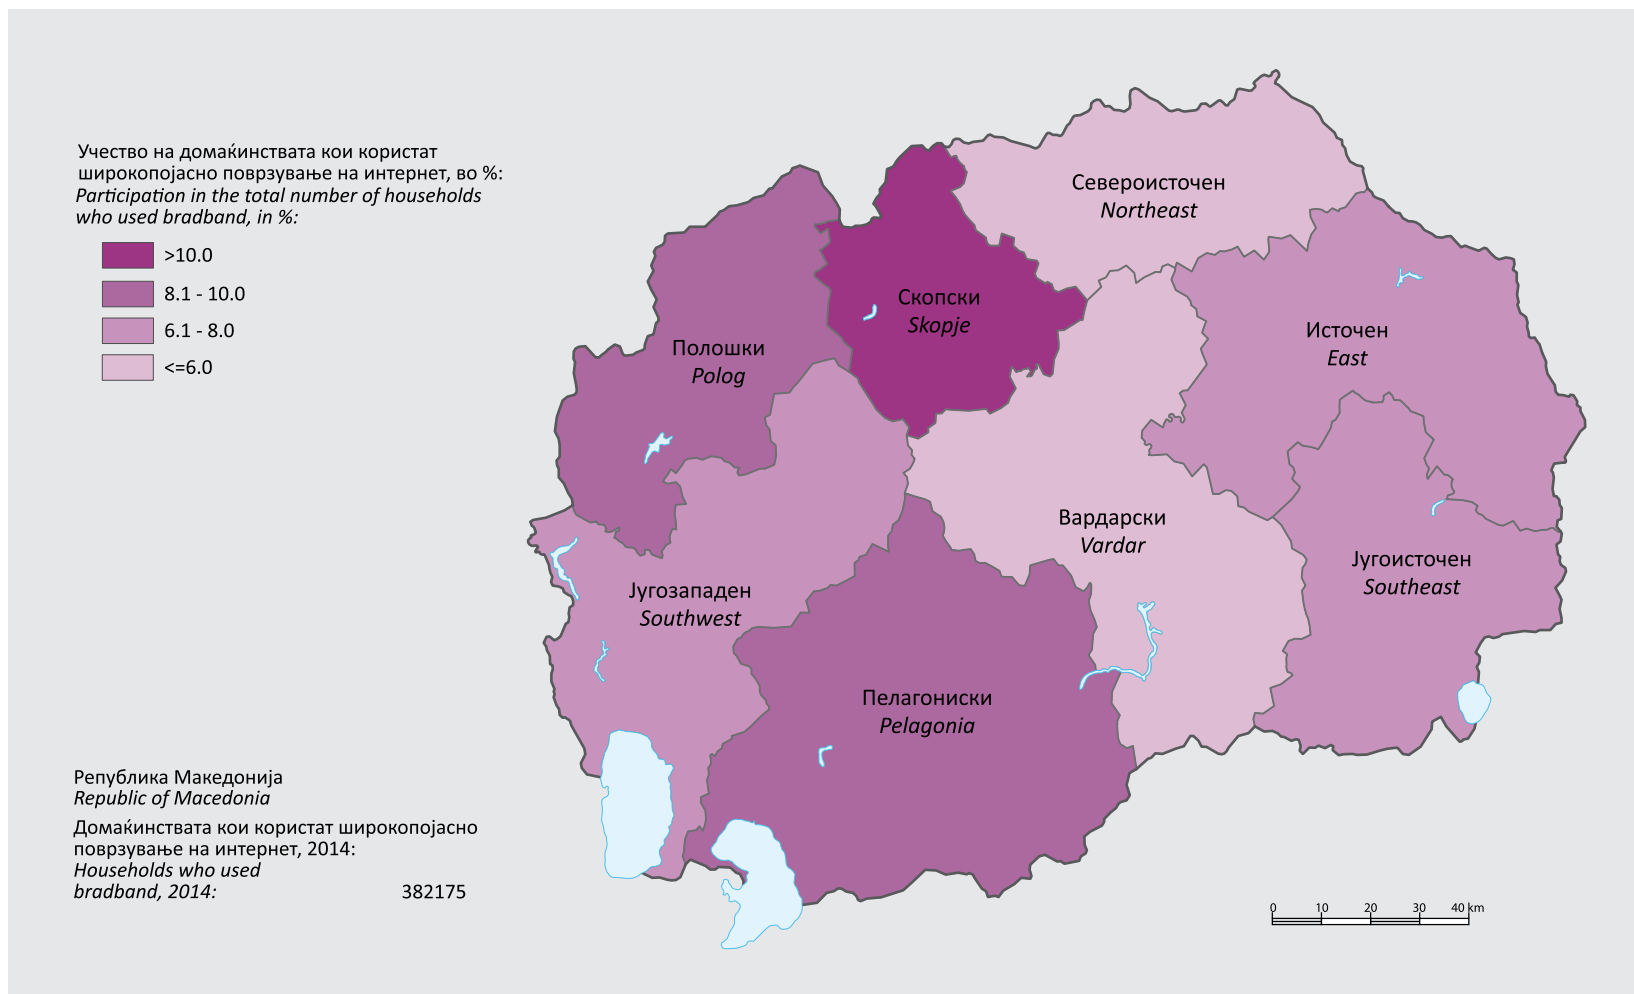 Учество на домаќинствата кои користат
широкопојасно поврзување на интернет, во %:
Participation in the total number of households
who used bradband, in %:
>10.0
8.1 - 10.0
6.1 - 8.0
<=6.0
Североисточен
Northeast
Скопски
Skopje
Источен
East
Полошки
Polog
Вардарски
Vardar
Југоисточен
Southeast
Југозападен
Southwest
Пелагониски
Pelagonia
Република Македонија
Republic of Macedonia
Домаќинствата кои користат широкопојасно
поврзување на интернет, 2014:
Households who used
bradband, 2014: 382175
0 10 20 30 40 km